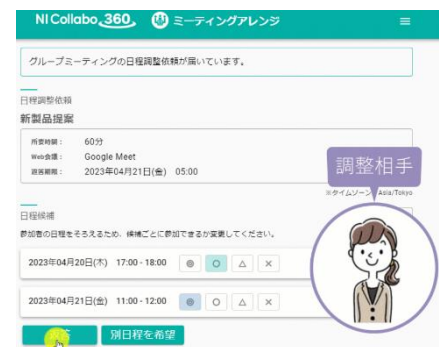 NI Collabo 360 ミーティングアレンジ
グループミーティングの日程調整依頼が届いています。
日程調整依頼
新製品提案
所要時間： 60分
Web会議： Google Meet
返答期限： 2023年04月21日(金) 05:00
調整相手
※タイムゾーン Asia/Tokyo
日程候補
参加者の日程をそろえるため、候補ごとに参加できるか変更してください。
2023年04月20日(木) 17:00 - 18:00 ◎ ○ △ ×
2023年04月21日(金) 11:00 - 12:00 ◎ ○ △ ×
別日程を希望